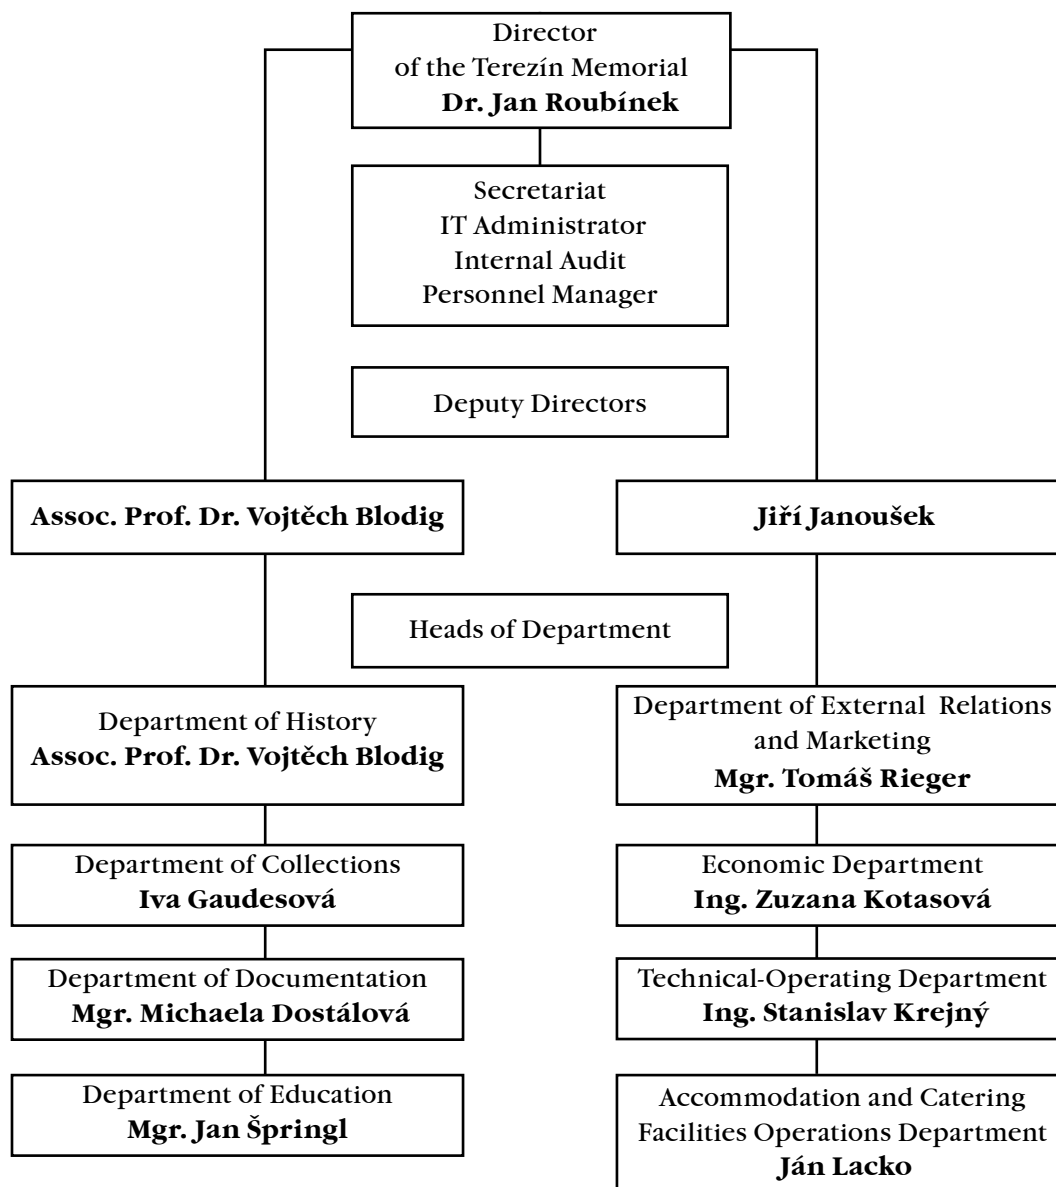 Director
of the Terezín Memorial
Dr. Jan Roubínek
Secretariat
IT Administrator
Internal Audit
Personnel Manager
Deputy Directors
Assoc. Prof. Dr. Vojtěch Blodig
Jiří Janoušek
Heads of Department
Department of History
Assoc. Prof. Dr. Vojtěch Blodig
Department of External Relations
and Marketing
Mgr. Tomáš Rieger
Department of Collections
Iva Gaudesová
Economic Department
Ing. Zuzana Kotasová
Department of Documentation
Mgr. Michaela Dostálová
Technical-Operating Department
Ing. Stanislav Krejný
Department of Education
Mgr. Jan Špringl
Accommodation and Catering
Facilities Operations Department
Ján Lacko